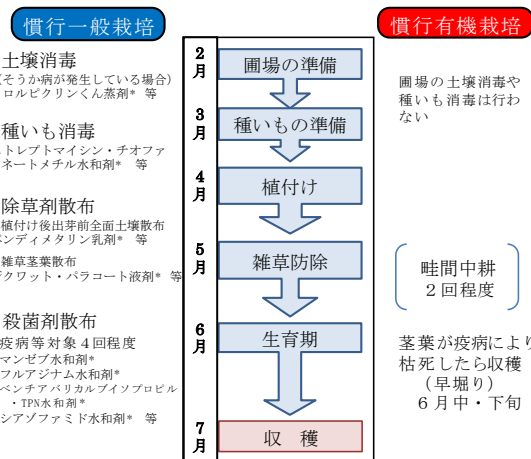 慣行一般栽培
慣行有機栽培
土壌消毒
(そうか病が発生している場合)
ロルピクリンくん蒸剤* 等
種いも消毒
トレプトマイシン・チオファ
ネートメチル水和剤* 等
除草剤散布
植付け後出芽前全面土壌散布
ペンディメタリン乳剤* 等
雑草茎葉散布
ジクワット・パラコート液剤* 等
殺菌剤散布
疫病等対象4回程度
マンゼブ水和剤*
フルアジナム水和剤*
ベンチアバリカルブイソプロピル
・TPN水和剤*
シアゾファミド水和剤* 等
2月
圃場の準備
3月
種いもの準備
4月
植付け
5月
雑草防除
6月
生育期
7月
収 穫
圃場の土壌消毒や
種いも消毒は行わ
ない
畦間中耕
2回程度
茎葉が疫病により
枯死したら収穫
(早掘り)
6月中・下旬